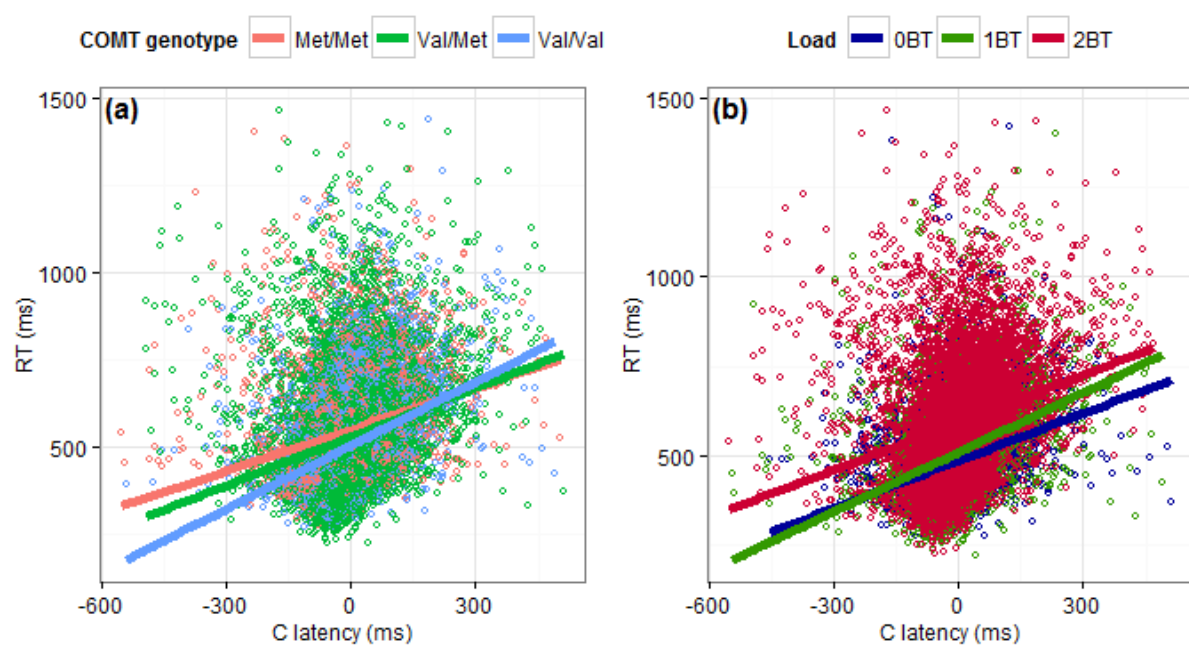 COMT genotype Met/Met Val/Met Val/Val
Load 0BT 1BT 2BT
(a)
1500
1000
500
RT (ms)
-600 -300 0 300
C latency (ms)
(b)
1500
1000
500
RT (ms)
-600 -300 0 300
C latency (ms)